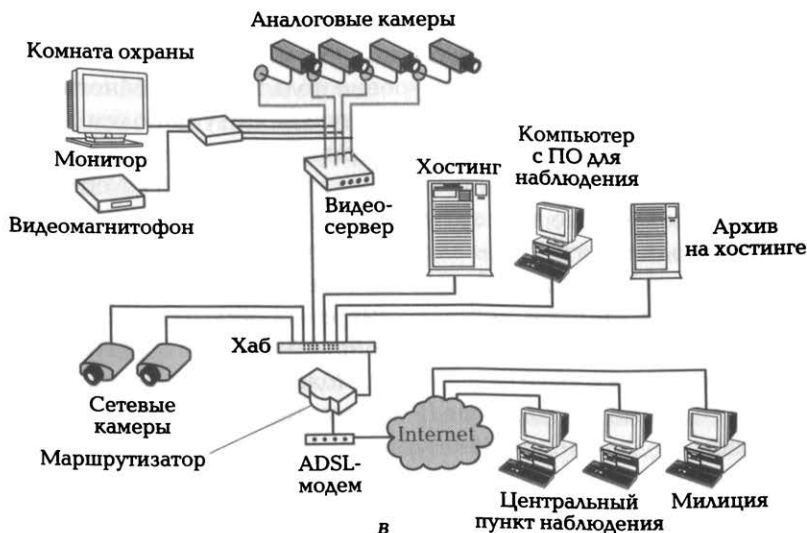 Аналоговые камеры
Комната охраны
Монитор
Видеомагнитофон
Видео-
сервер
Хостинг
Компьютер
с ПО для
наблюдения
Архив
на хостинге
Хаб
Сетевые
камеры
Маршрутизатор
ADSL-
модем
Internet
Центральный
пункт наблюдения
Милиция
в